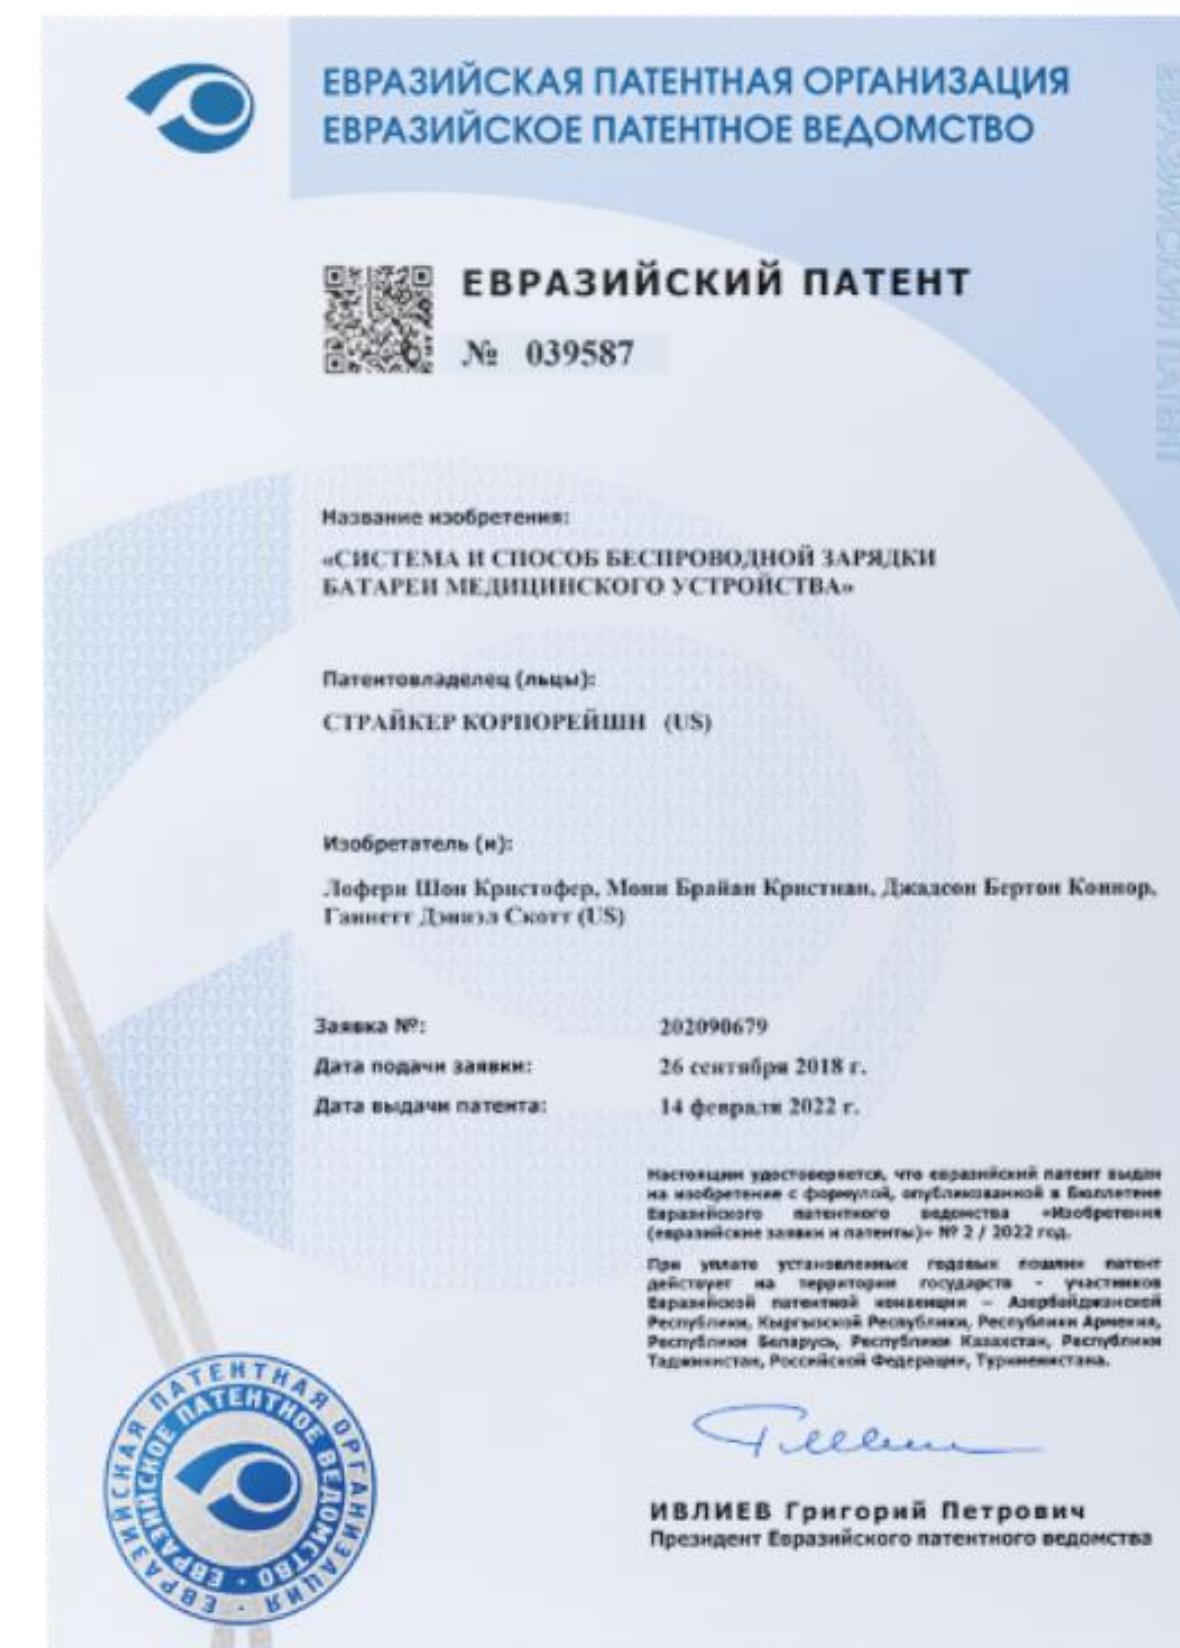 ЕВРАЗИЙСКАЯ ПАТЕНТНАЯ ОРГАНИЗАЦИЯ
ЕВРАЗИЙСКОЕ ПАТЕНТНОЕ ВЕДОМСТВО
ЕВРАЗИЙСКИЙ ПАТЕНТ
ЕВРАЗИЙСКИЙ ПАТЕНТ
№ 039587
Название изобретения:
«СИСТЕМА И СПОСОБ БЕСПРОВОДНОЙ ЗАРЯДКИ
БАТАРЕИ МЕДИЦИНСКОГО УСТРОЙСТВА»
Патентовладелец (льцы):
СТРАЙКЕР КОРПОРЕЙШН (US)
Изобретатель (и):
Лофери Шон Кристофер, Мони Брайан Кристиан, Джадсон Бертон Коннор,
Ганнетт Дэниэл Скотт (US)
Заявка №: 202090679
Дата подачи заявки: 26 сентября 2018 г.
Дата выдачи патента: 14 февраля 2022 г.
Настоящим удостоверяется, что евразийский патент выдан
на изобретение с формулой, опубликованной в Бюллетене
Евразийского патентного ведомства «Изобретения
(евразийские заявки и патенты)» № 2 / 2022 год.
При уплате установленных годовых пошлин патент
действует на территории государств - участников
Евразийской патентной конвенции – Азербайджанской
Республики, Кыргызской Республики, Республики Армения,
Республики Беларусь, Республики Казахстан, Республики
Таджикистан, Российской Федерации, Туркменистана.
ЕВРАЗИЙСКАЯ ПАТЕНТНАЯ ОРГАНИЗАЦИЯ
ЕВРАЗИЙСКОЕ ПАТЕНТНОЕ ВЕДОМСТВО
ИВЛИЕВ Григорий Петрович
Президент Евразийского патентного ведомства